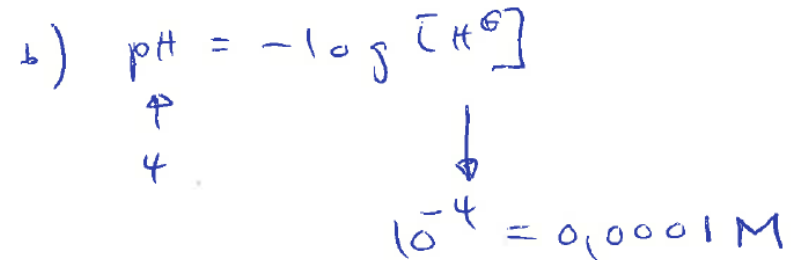 b) pH = -log [H⊕]
↑ ↓
4
10⁻⁴ = 0,0001 M